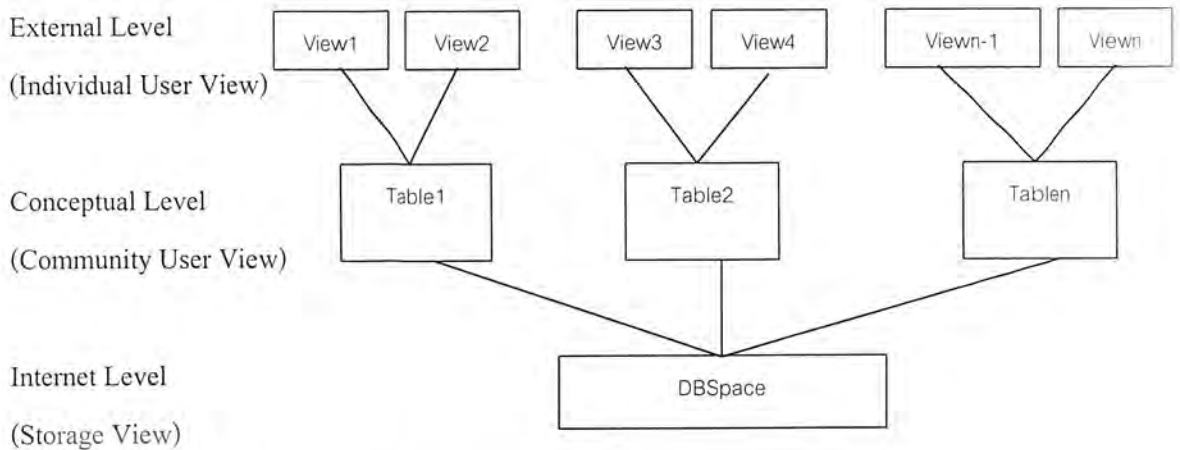 External Level
View1 View2 View3 View4 Viewn-1 Viewn
(Individual User View)
Table1 Table2 Tablen
Conceptual Level
(Community User View)
Internet Level
DBSpace
(Storage View)